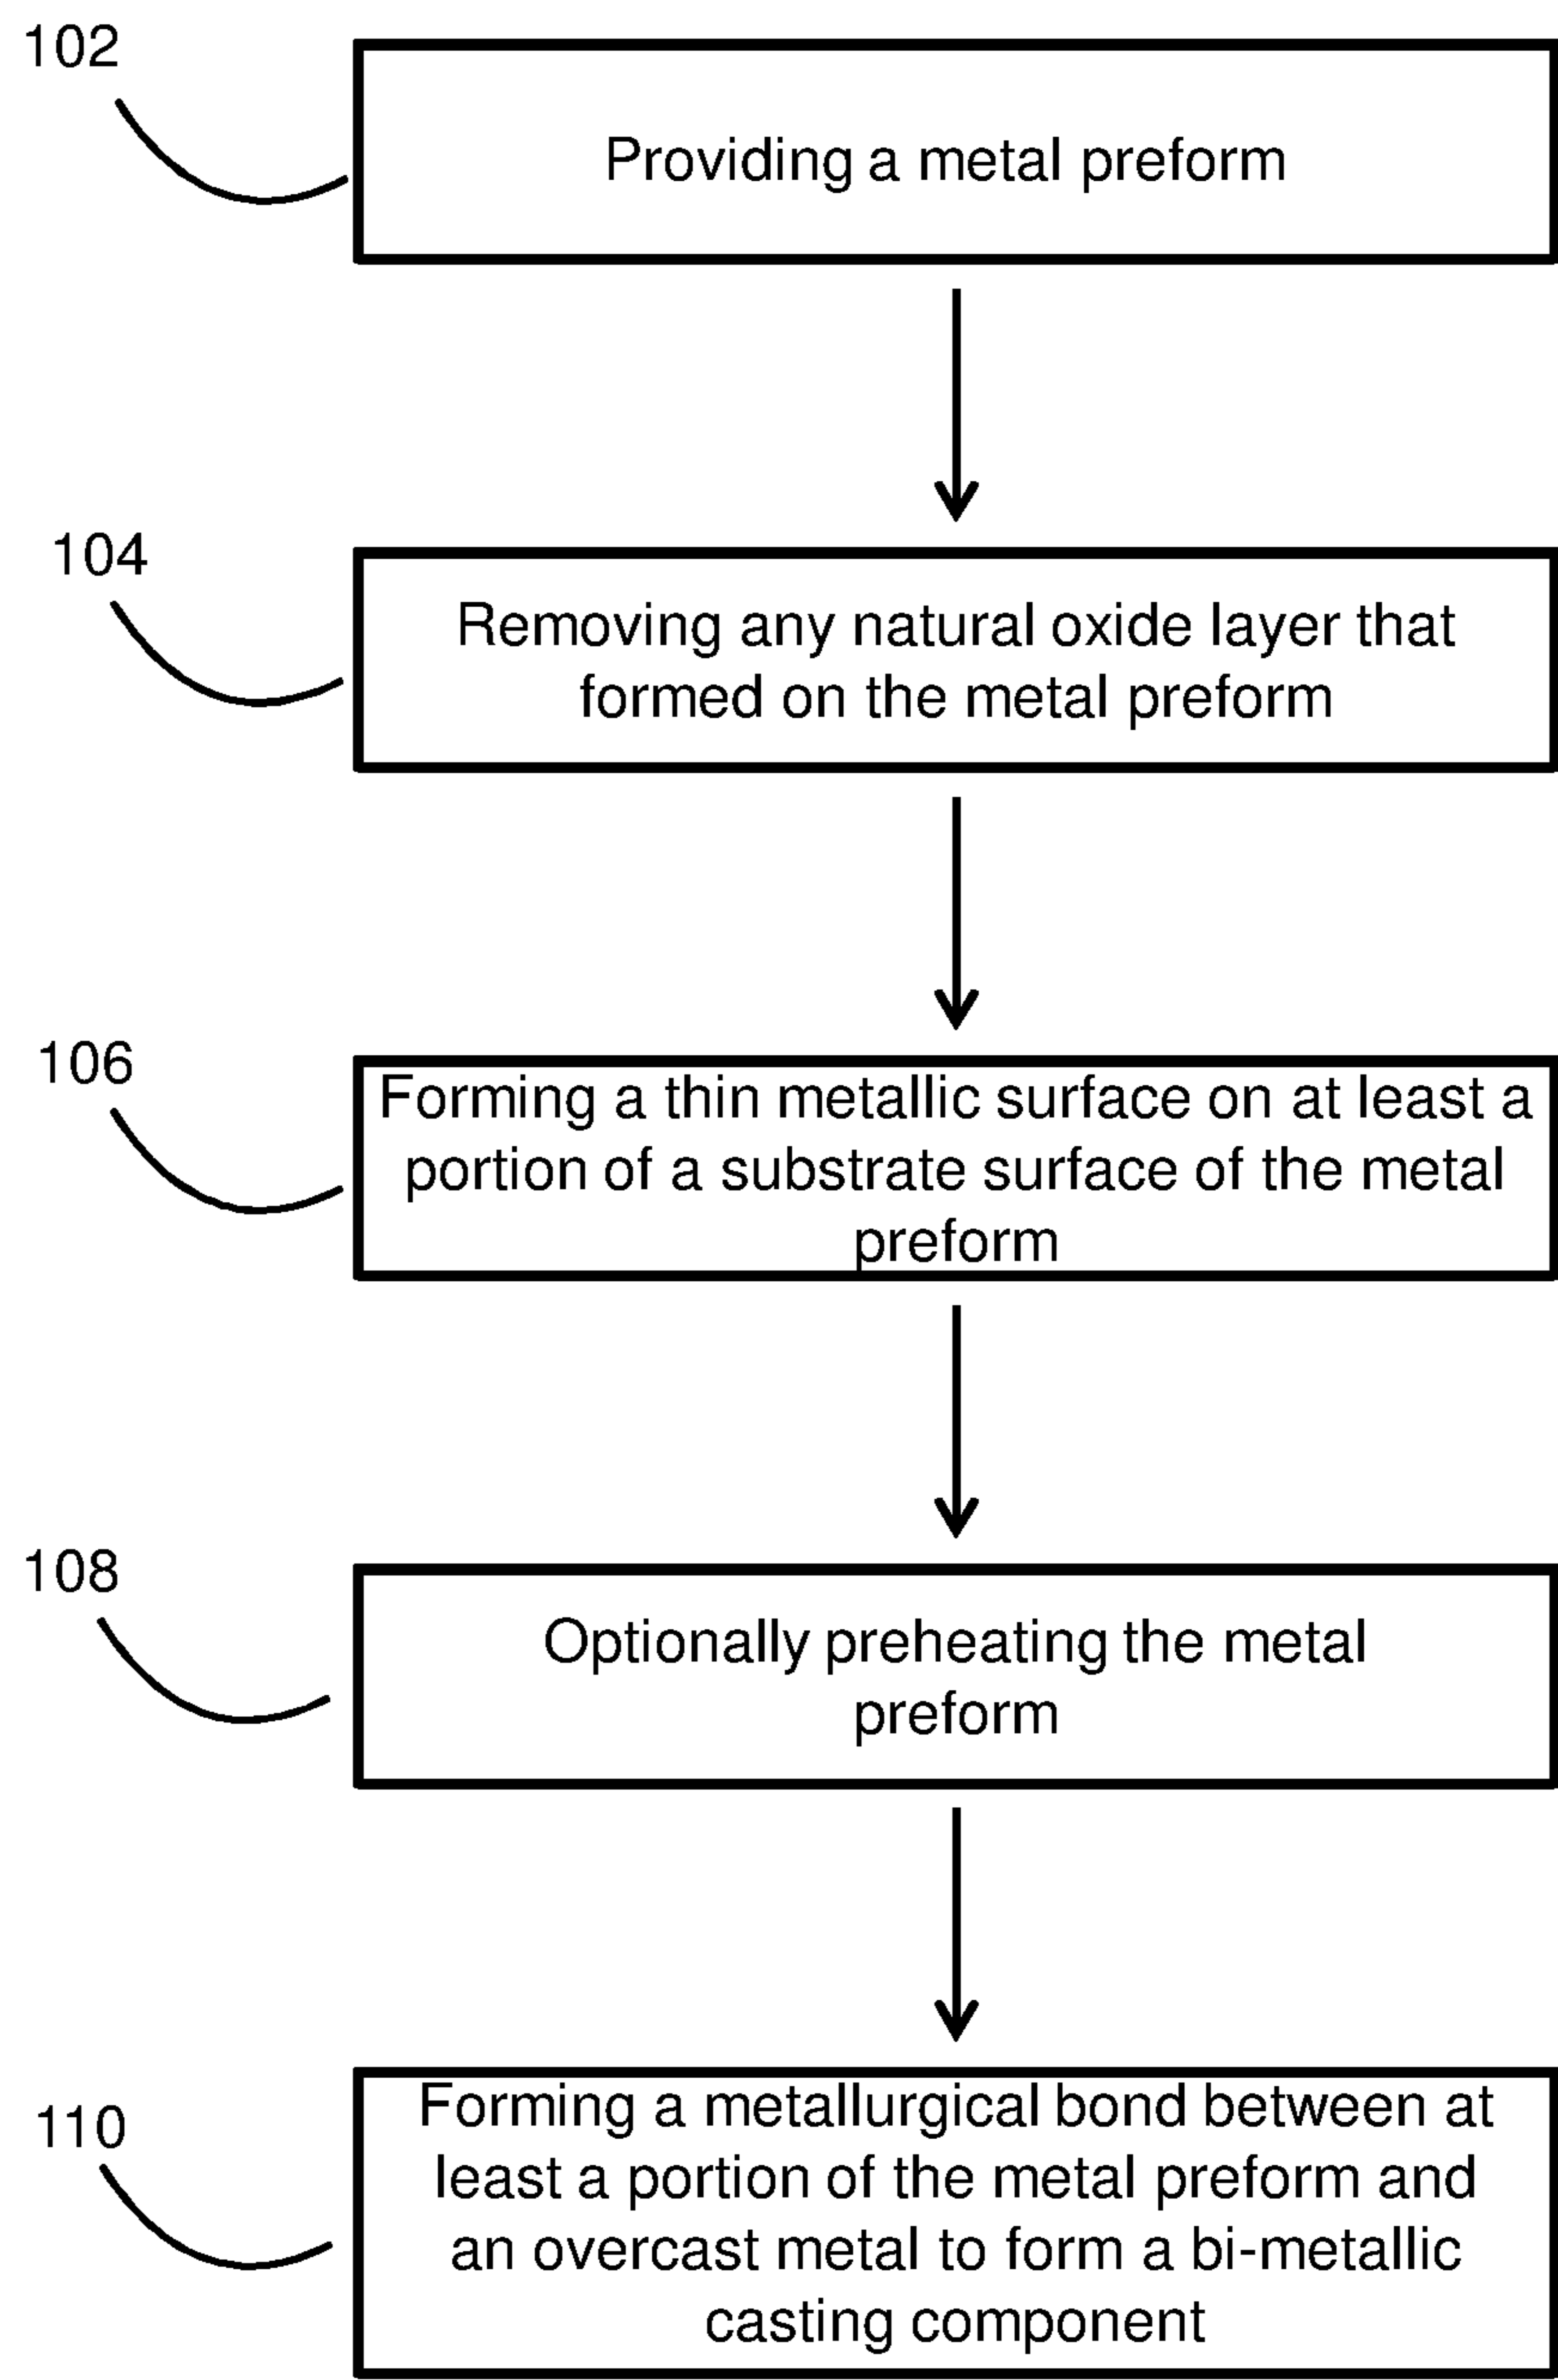 102
Providing a metal preform
104
Removing any natural oxide layer that
formed on the metal preform
106
Forming a thin metallic surface on at least a
portion of a substrate surface of the metal
preform
108
Optionally preheating the metal
preform
110
Forming a metallurgical bond between at
least a portion of the metal preform and
an overcast metal to form a bi-metallic
casting component